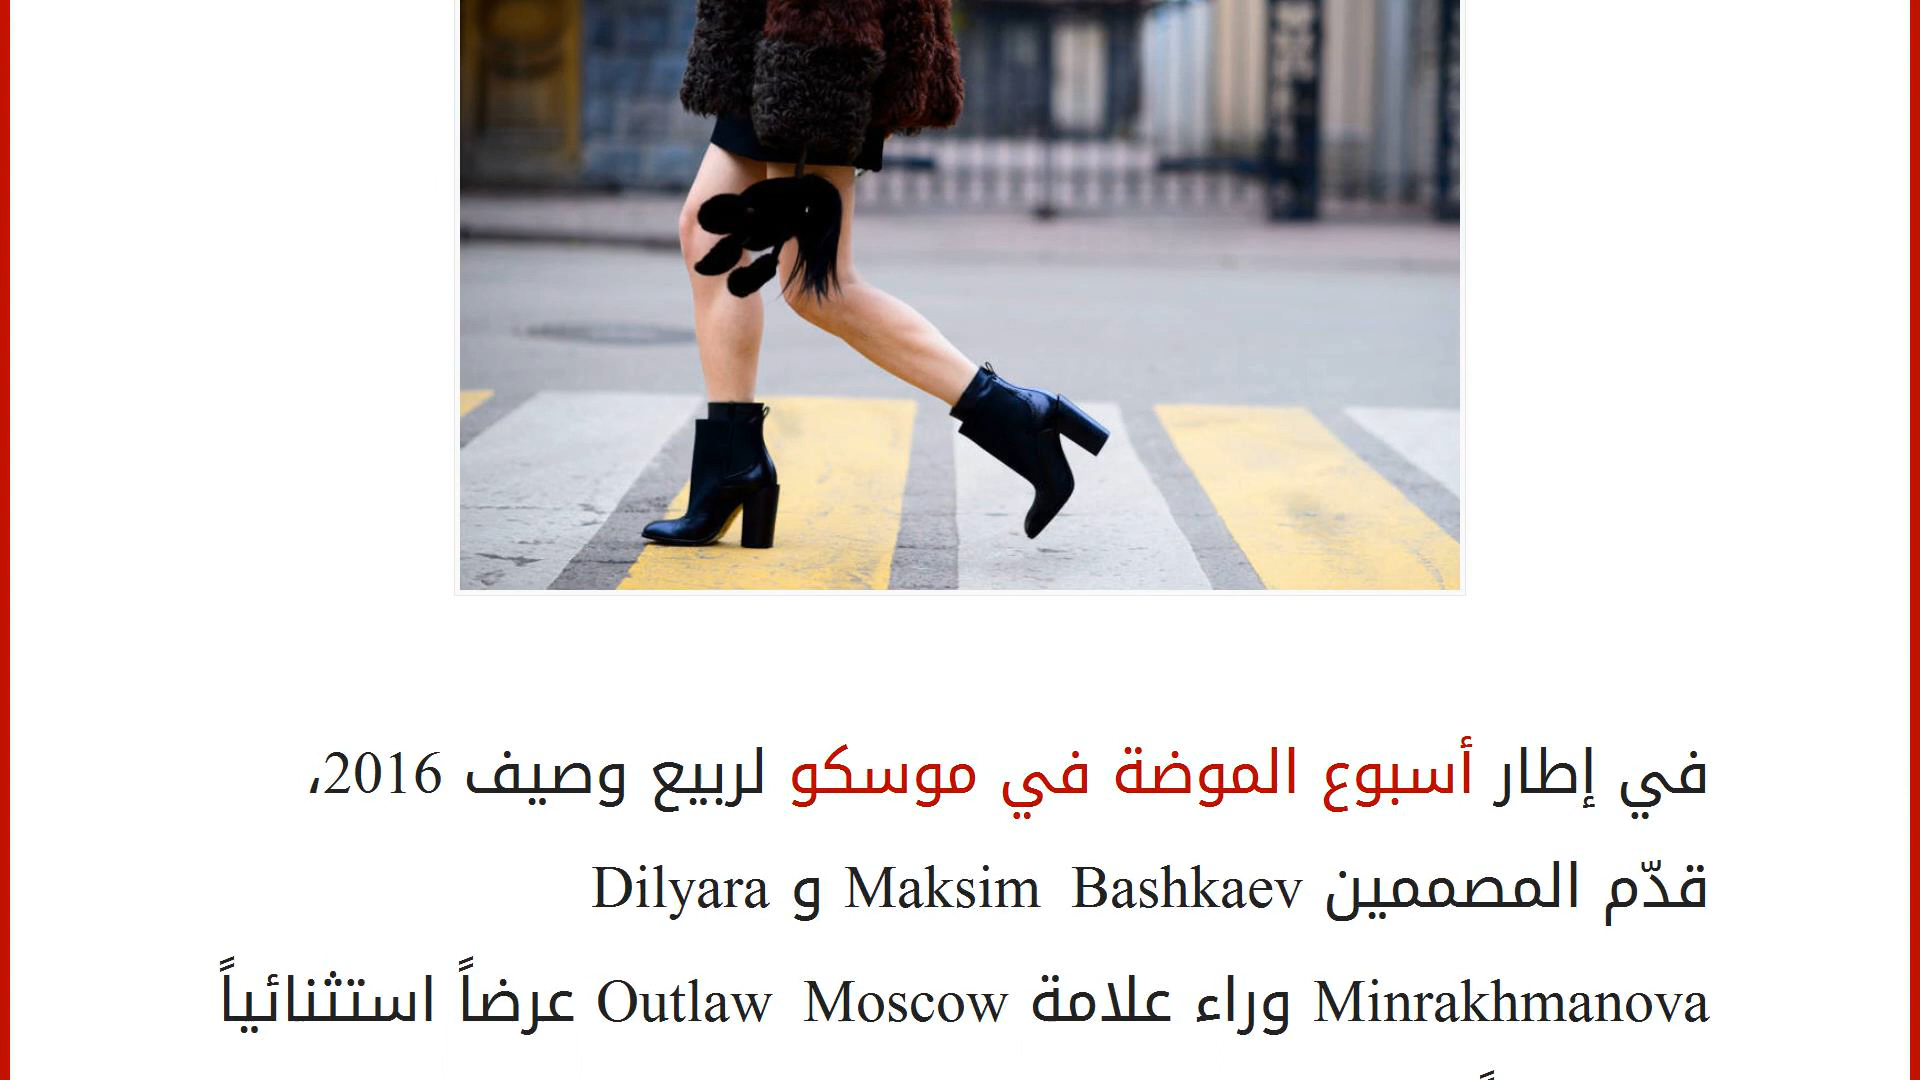 في إطار أسبوع الموضة في موسكو لربيع وصيف 2016،
قدّم المصممين Maksim Bashkaev و Dilyara
Minrakhmanova وراء علامة Outlaw Moscow عرضاً استثنائياً